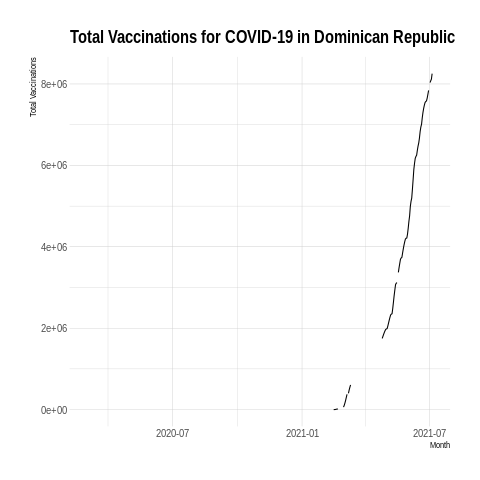 Total Vaccinations for COVID-19 in Dominican Republic
Total Vaccinations
8e+06
6e+06
4e+06
2e+06
0e+00
2020-07
2021-01
2021-07
Month